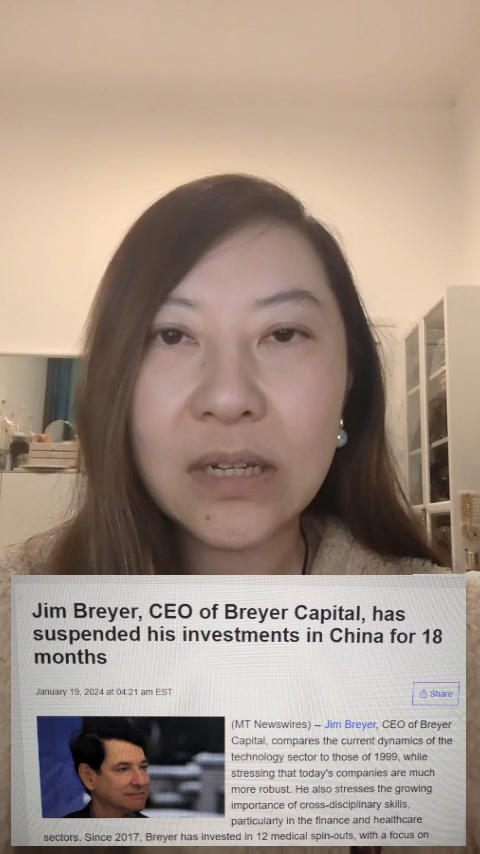 Jim Breyer, CEO of Breyer Capital, has
suspended his investments in China for 18
months
January 19, 2024 at 04:21 am EST
Share
(MT Newswires) -- Jim Breyer, CEO of Breyer
Capital, compares the current dynamics of the
technology sector to those of 1999, while
stressing that today's companies are much
more robust. He also stresses the growing
importance of cross-disciplinary skills,
particularly in the finance and healthcare
sectors. Since 2017, Breyer has invested in 12 medical spin-outs, with a focus on